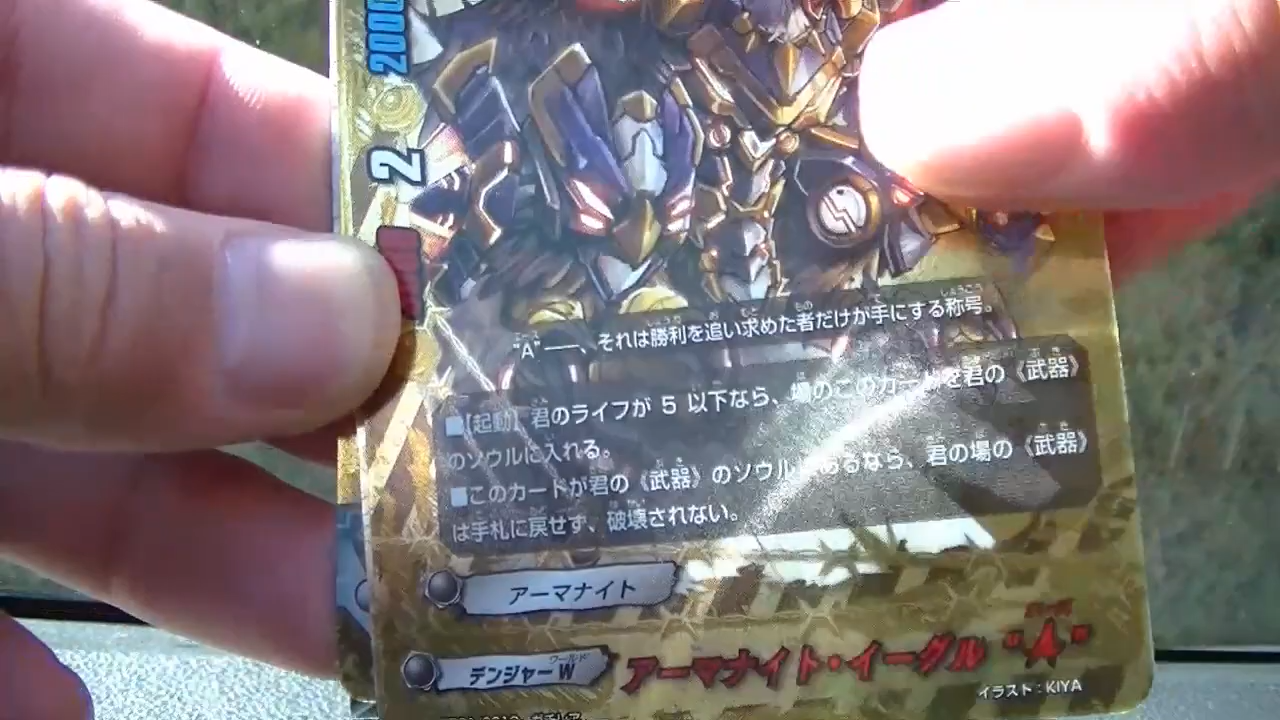 2000
2
“A”――、それは勝利を追い求めた者だけが手にする称号。
■【起動】君のライフが 5 以下なら、場のこのカードを君の《武器》
のソウルに入れる。
■このカードが君の《武器》のソウルにあるなら、君の場の《武器》
は手札に戻せず、破壊されない。
アーマナイト
デンジャーW
ワールド
アーマナイト・イーグル “A”
イラスト：KIYA